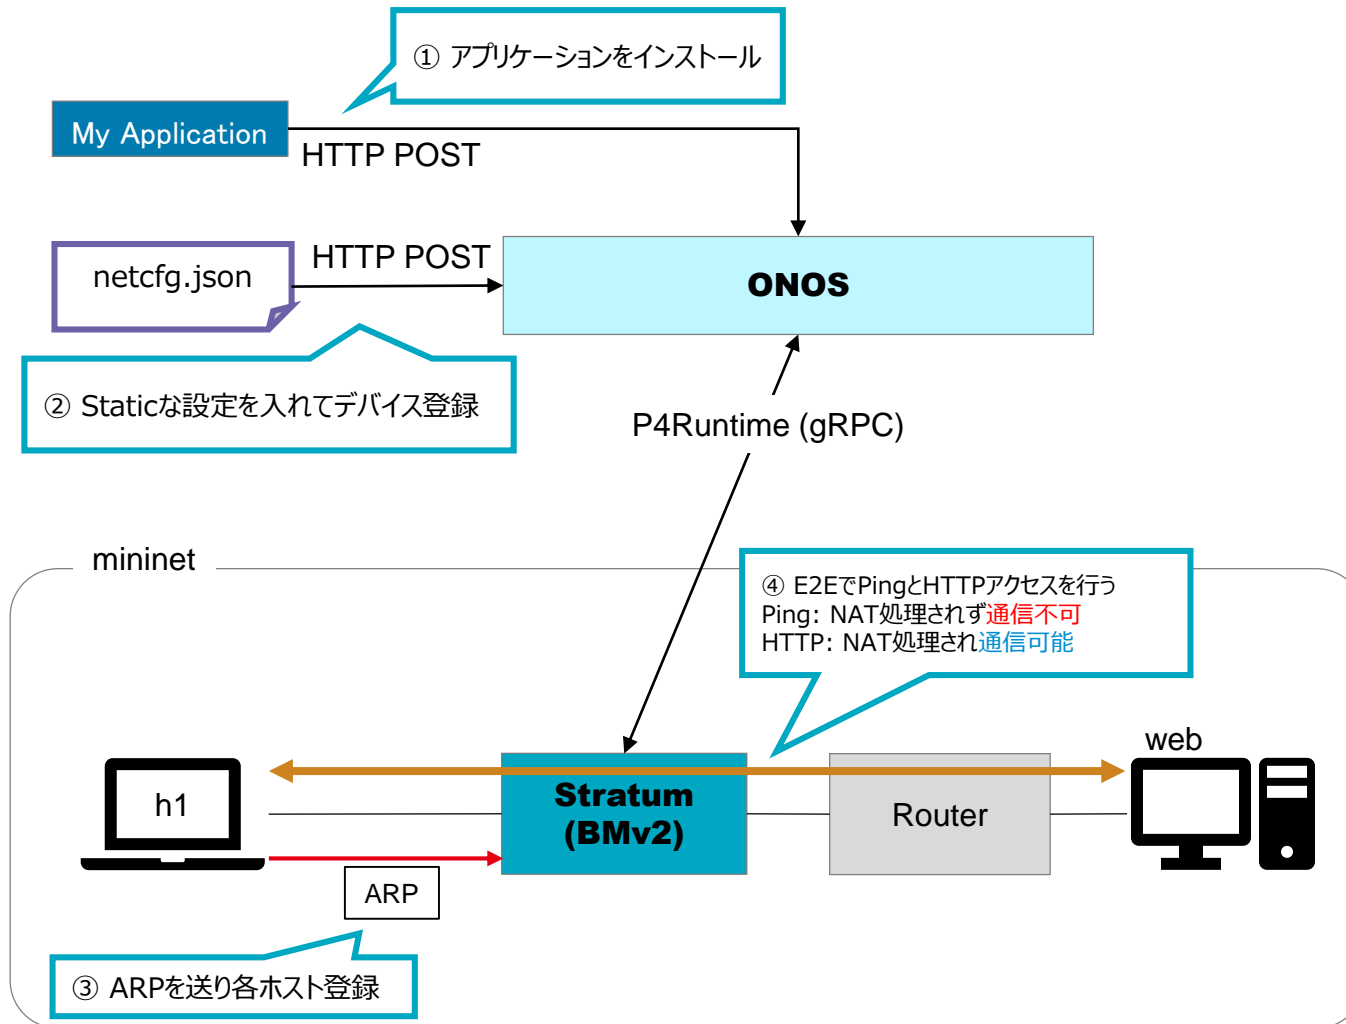 ① アプリケーションをインストール
My Application
HTTP POST
netcfg.json
HTTP POST
ONOS
② Staticな設定を入れてデバイス登録
P4Runtime (gRPC)
mininet
④ E2EでPingとHTTPアクセスを行う
Ping: NAT処理されず通信不可
HTTP: NAT処理され通信可能
web
h1
Stratum
(BMv2)
Router
ARP
③ ARPを送り各ホスト登録